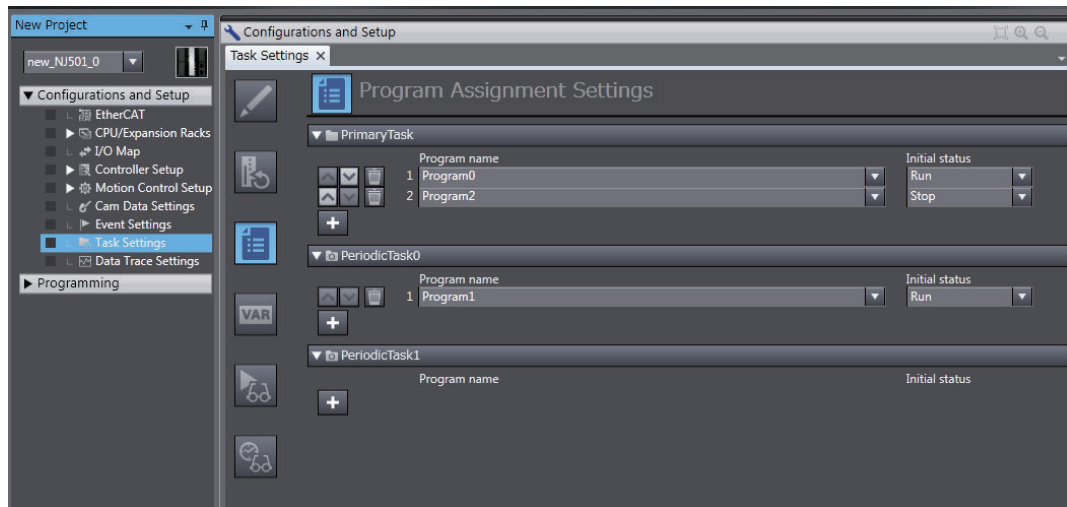 New Project
new_NJ501_0
Configurations and Setup
EtherCAT
CPU/Expansion Racks
I/O Map
Controller Setup
Motion Control Setup
Cam Data Settings
Event Settings
Task Settings
Data Trace Settings
Programming
Configurations and Setup
Task Settings
Program Assignment Settings
PrimaryTask
Program name Initial status
1 Program0 Run
2 Program2 Stop
+
PeriodicTask0
Program name Initial status
1 Program1 Run
+
VAR
PeriodicTask1
Program name Initial status
+